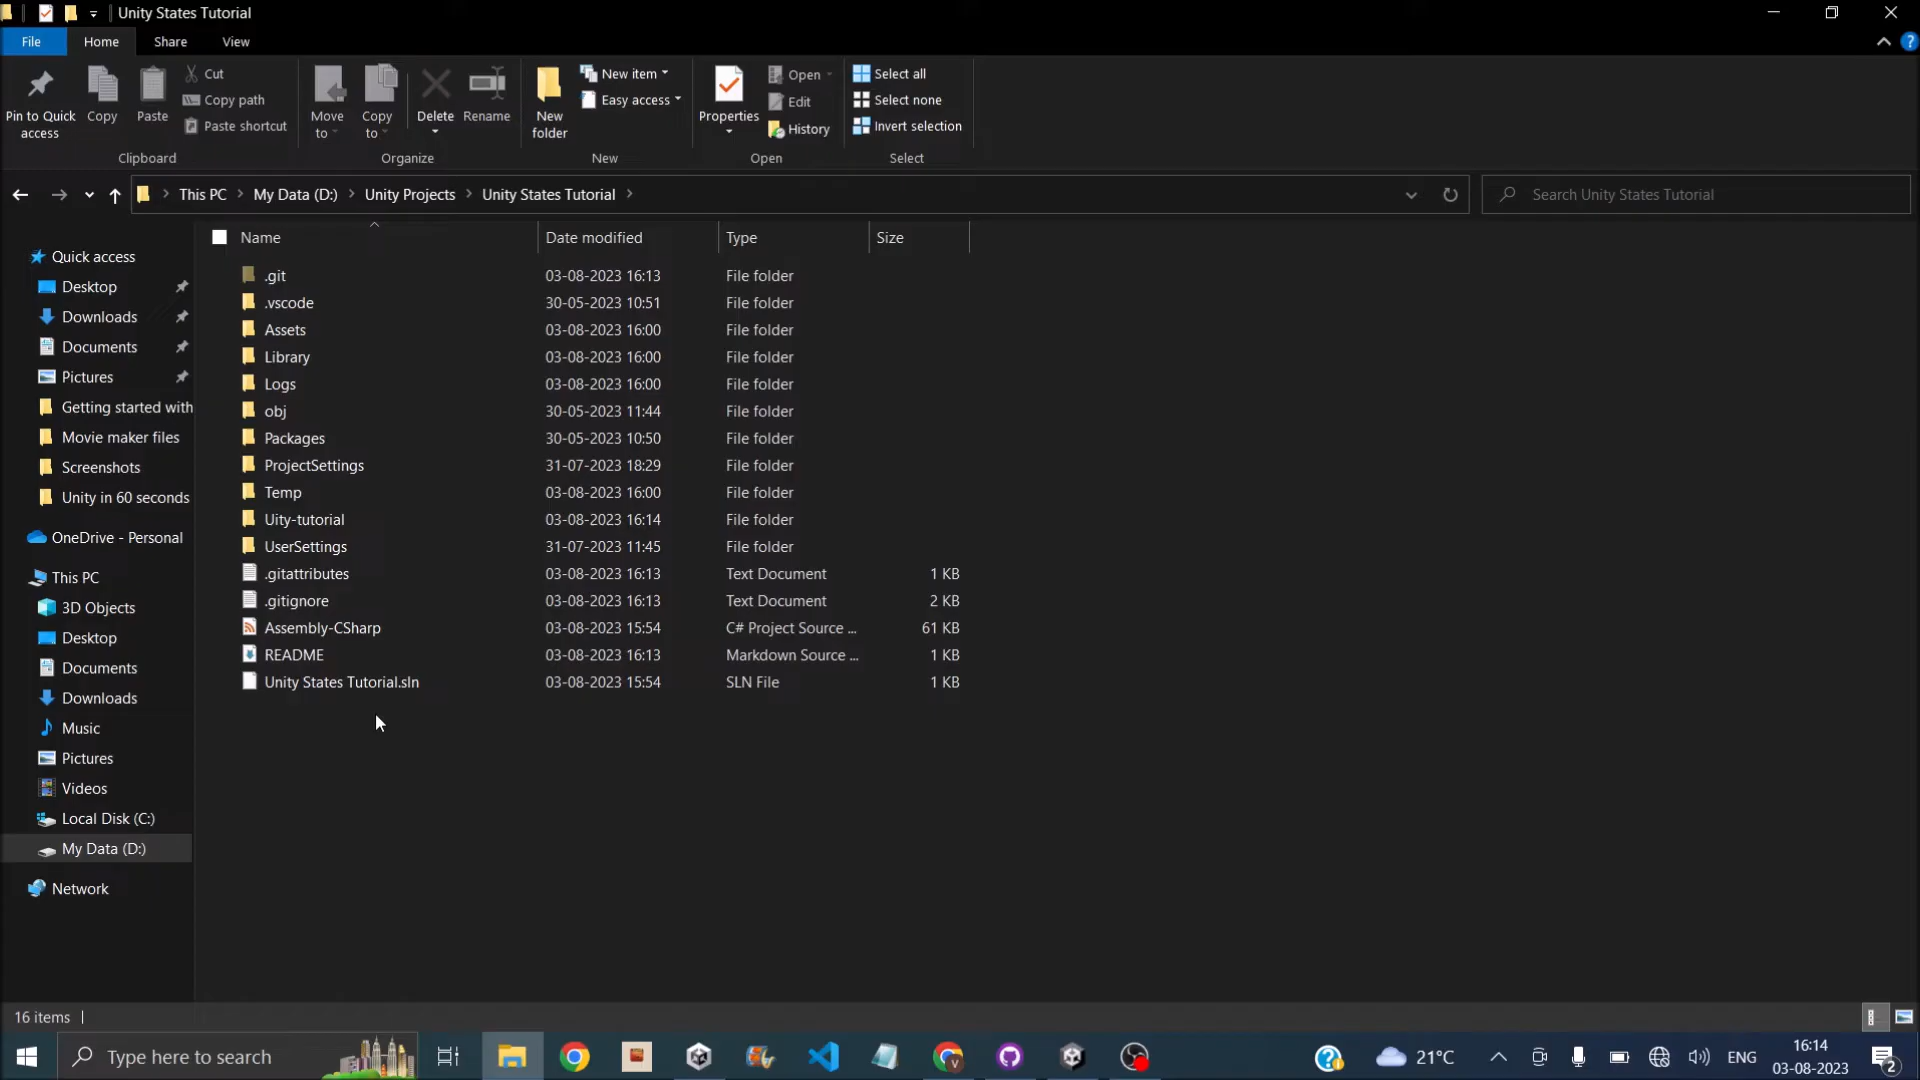 Unity States Tutorial
File Home Share View
Pin to Quick access
Copy
Paste
Cut
Copy path
Paste shortcut
Clipboard
Move to
Copy to
Delete
Rename
Organize
New folder
New item
Easy access
New
Properties
Open
Edit
History
Open
Select all
Select none
Invert selection
Select
This PC > My Data (D:) > Unity Projects > Unity States Tutorial >
Search Unity States Tutorial
Name Date modified Type Size
.git 03-08-2023 16:13 File folder
.vscode 30-05-2023 10:51 File folder
Assets 03-08-2023 16:00 File folder
Library 03-08-2023 16:00 File folder
Logs 03-08-2023 16:00 File folder
obj 30-05-2023 11:44 File folder
Packages 30-05-2023 10:50 File folder
ProjectSettings 31-07-2023 18:29 File folder
Temp 03-08-2023 16:00 File folder
Uity-tutorial 03-08-2023 16:14 File folder
UserSettings 31-07-2023 11:45 File folder
.gitattributes 03-08-2023 16:13 Text Document 1 KB
.gitignore 03-08-2023 16:13 Text Document 2 KB
Assembly-CSharp 03-08-2023 15:54 C# Project Source ... 61 KB
README 03-08-2023 16:13 Markdown Source ... 1 KB
Unity States Tutorial.sln 03-08-2023 15:54 SLN File 1 KB
Quick access
Desktop
Downloads
Documents
Pictures
Getting started with
Movie maker files
Screenshots
Unity in 60 seconds
OneDrive - Personal
This PC
3D Objects
Desktop
Documents
Downloads
Music
Pictures
Videos
Local Disk (C:)
My Data (D:)
Network
16 items
Type here to search
21°C
ENG
16:14
03-08-2023
2